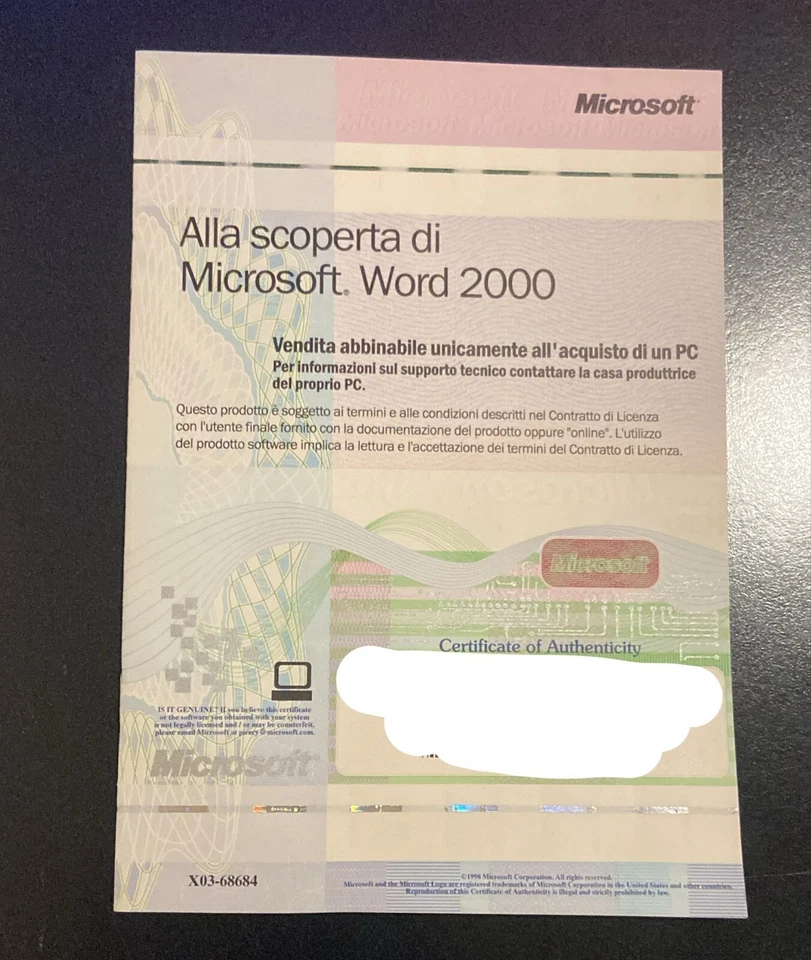 Microsoft
Alla scoperta di
Microsoft® Word 2000
Vendita abbinabile unicamente all'acquisto di un PC
Per informazioni sul supporto tecnico contattare la casa produttrice
del proprio PC.
Questo prodotto è soggetto ai termini e alle condizioni descritti nel Contratto di Licenza
con l'utente finale fornito con la documentazione del prodotto oppure "online". L'utilizzo
del prodotto software implica la lettura e l'accettazione dei termini del Contratto di Licenza.
Microsoft
Certificate of Authenticity
IS IT GENUINE? If you believe this certificate
or the software you obtained with your system
is not legally licensed and / or may be counterfeit,
please email Microsoft at piracy@microsoft.com.
Microsoft
X03-68684
©1998 Microsoft Corporation. All rights reserved.
Microsoft and the Microsoft Logo are registered trademarks of Microsoft Corporation in the United States and other countries.
Reproduction of this Certificate of Authenticity is illegal and strictly prohibited by law.